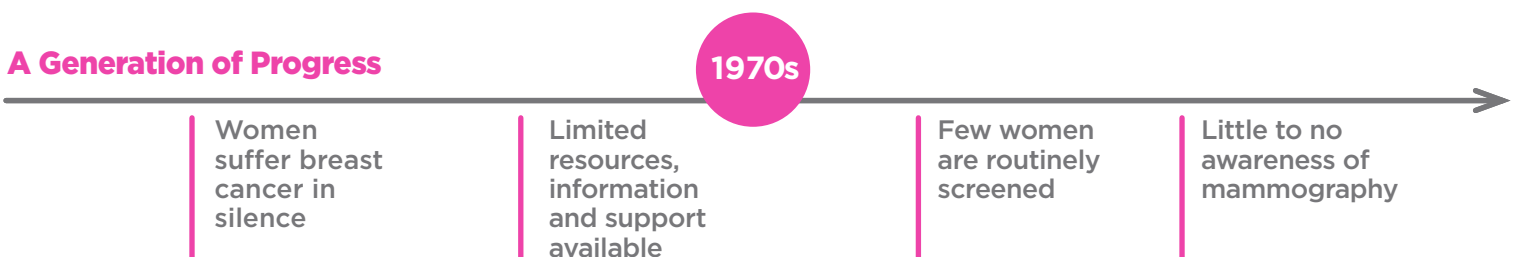 A Generation of Progress
1970s
Women
suffer breast
cancer in
silence
Limited
resources,
information
and support
available
Few women
are routinely
screened
Little to no
awareness of
mammography